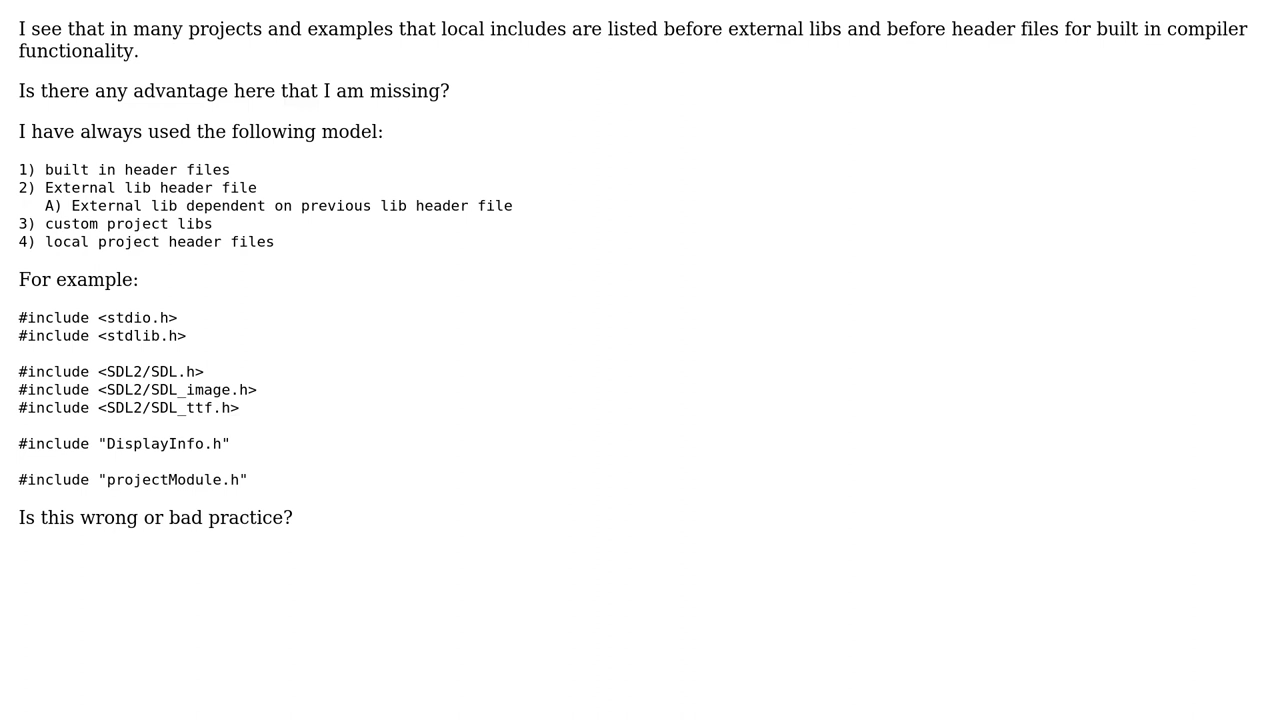 I see that in many projects and examples that local includes are listed before external libs and before header files for built in compiler
functionality.
Is there any advantage here that I am missing?
I have always used the following model:
1) built in header files
2) External lib header file
   A) External lib dependent on previous lib header file
3) custom project libs
4) local project header files
For example:
#include <stdio.h>
#include <stdlib.h>
#include <SDL2/SDL.h>
#include <SDL2/SDL_image.h>
#include <SDL2/SDL_ttf.h>
#include "DisplayInfo.h"
#include "projectModule.h"
Is this wrong or bad practice?